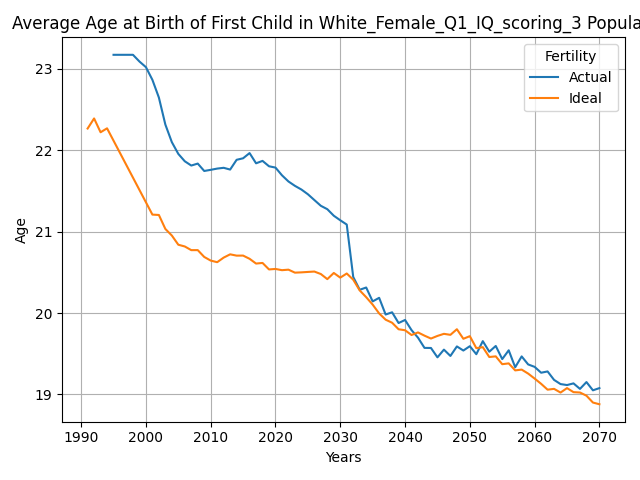 Average Age at Birth of First Child in White_Female_Q1_IQ_scoring_3 Popula
Fertility
Actual
Ideal
23
22
21
20
19
Age
1990 2000 2010 2020 2030 2040 2050 2060 2070
Years